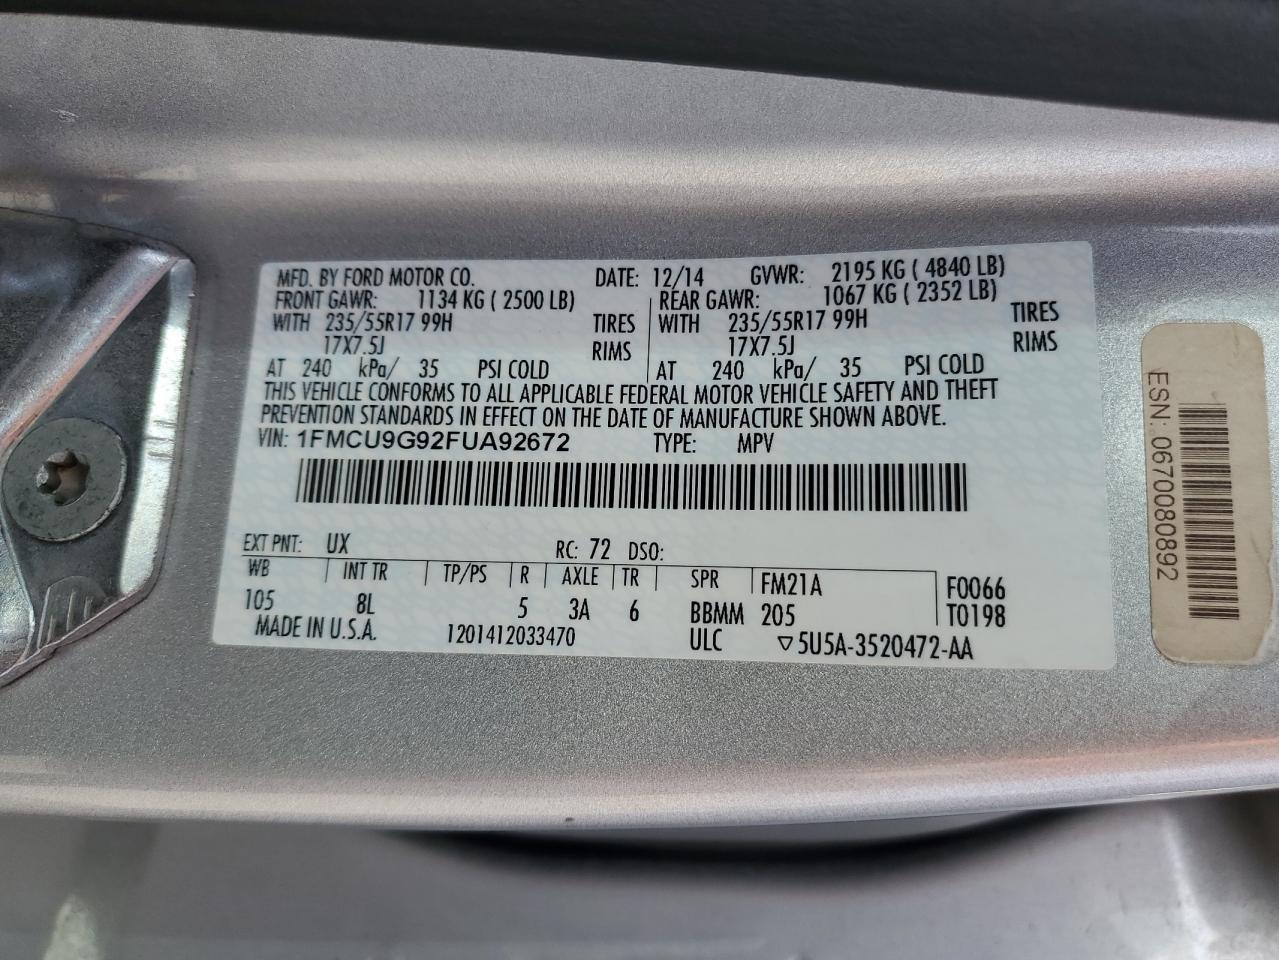 MFD. BY FORD MOTOR CO. DATE: 12/14 GVWR: 2195 KG ( 4840 LB)
FRONT GAWR: 1134 KG ( 2500 LB) REAR GAWR: 1067 KG ( 2352 LB)
WITH 235/55R17 99H TIRES WITH 235/55R17 99H TIRES
17X7.5J RIMS 17X7.5J RIMS
AT 240 kPa/ 35 PSI COLD AT 240 kPa/ 35 PSI COLD
THIS VEHICLE CONFORMS TO ALL APPLICABLE FEDERAL MOTOR VEHICLE SAFETY AND THEFT
PREVENTION STANDARDS IN EFFECT ON THE DATE OF MANUFACTURE SHOWN ABOVE.
VIN: 1FMCU9G92FUA92672 TYPE: MPV
EXT PNT: UX RC: 72 DSO:
WB INT TR TP/PS R AXLE TR SPR FM21A F0066
105 8L 5 3A 6 BBMM 205 T0198
MADE IN U.S.A. 1201412033470 ULC ▽5U5A-3520472-AA
ESN: 0670080892